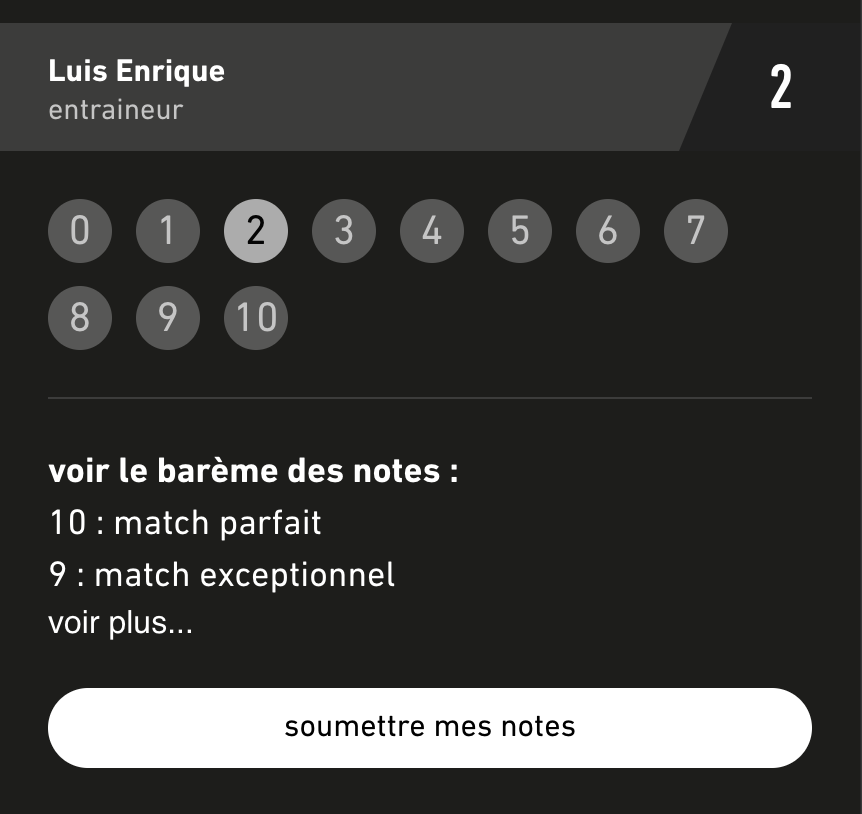 Luis Enrique
entraineur
2
0 1 2 3 4 5 6 7
8 9 10
voir le barème des notes :
10 : match parfait
9 : match exceptionnel
voir plus...
soumettre mes notes